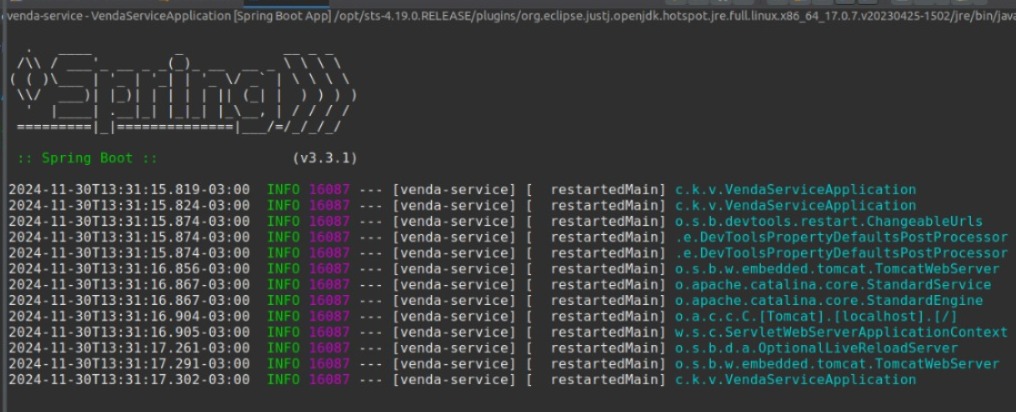 venda-service - VendaServiceApplication [Spring Boot App] /opt/sts-4.19.0.RELEASE/plugins/org.eclipse.justj.openjdk.hotspot.jre.full.linux.x86_64_17.0.7.v20230425-1502/jre/bin/java
Spring
:: Spring Boot :: (v3.3.1)
2024-11-30T13:31:15.819-03:00 INFO 16087 --- [venda-service] [ restartedMain] c.k.v.VendaServiceApplication
2024-11-30T13:31:15.824-03:00 INFO 16087 --- [venda-service] [ restartedMain] c.k.v.VendaServiceApplication
2024-11-30T13:31:15.874-03:00 INFO 16087 --- [venda-service] [ restartedMain] o.s.b.devtools.restart.ChangeableUrls
2024-11-30T13:31:15.874-03:00 INFO 16087 --- [venda-service] [ restartedMain] .e.DevToolsPropertyDefaultsPostProcessor
2024-11-30T13:31:15.874-03:00 INFO 16087 --- [venda-service] [ restartedMain] .e.DevToolsPropertyDefaultsPostProcessor
2024-11-30T13:31:16.856-03:00 INFO 16087 --- [venda-service] [ restartedMain] o.s.b.w.embedded.tomcat.TomcatWebServer
2024-11-30T13:31:16.867-03:00 INFO 16087 --- [venda-service] [ restartedMain] o.apache.catalina.core.StandardService
2024-11-30T13:31:16.867-03:00 INFO 16087 --- [venda-service] [ restartedMain] o.apache.catalina.core.StandardEngine
2024-11-30T13:31:16.904-03:00 INFO 16087 --- [venda-service] [ restartedMain] o.a.c.c.C.[Tomcat].[localhost].[/]
2024-11-30T13:31:16.905-03:00 INFO 16087 --- [venda-service] [ restartedMain] w.s.c.ServletWebServerApplicationContext
2024-11-30T13:31:17.261-03:00 INFO 16087 --- [venda-service] [ restartedMain] o.s.b.d.a.OptionalLiveReloadServer
2024-11-30T13:31:17.291-03:00 INFO 16087 --- [venda-service] [ restartedMain] o.s.b.w.embedded.tomcat.TomcatWebServer
2024-11-30T13:31:17.302-03:00 INFO 16087 --- [venda-service] [ restartedMain] c.k.v.VendaServiceApplication